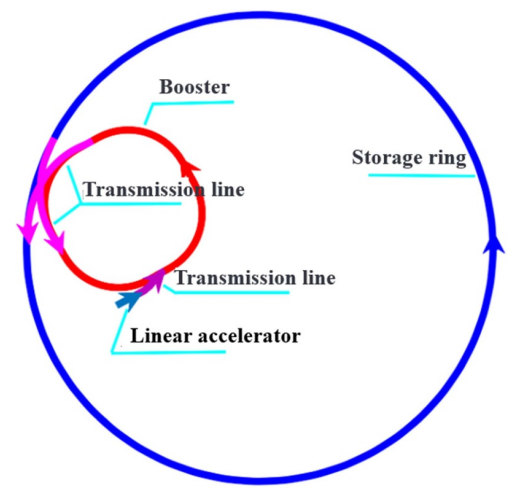 Booster
Storage ring
Transmission line
Transmission line
Linear accelerator